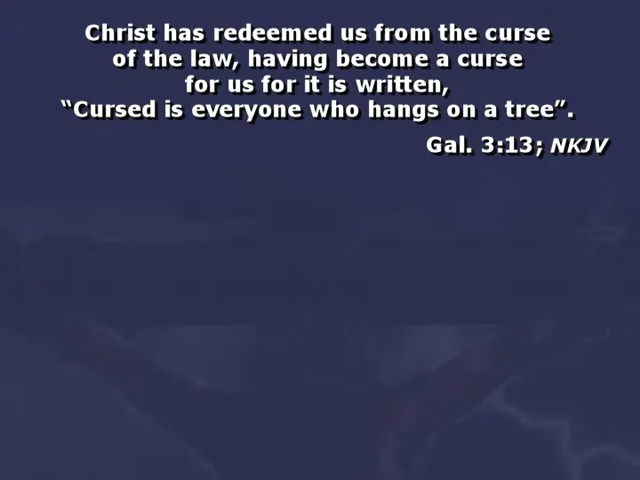 Christ has redeemed us from the curse
of the law, having become a curse
for us for it is written,
“Cursed is everyone who hangs on a tree”.
Gal. 3:13; NKJV